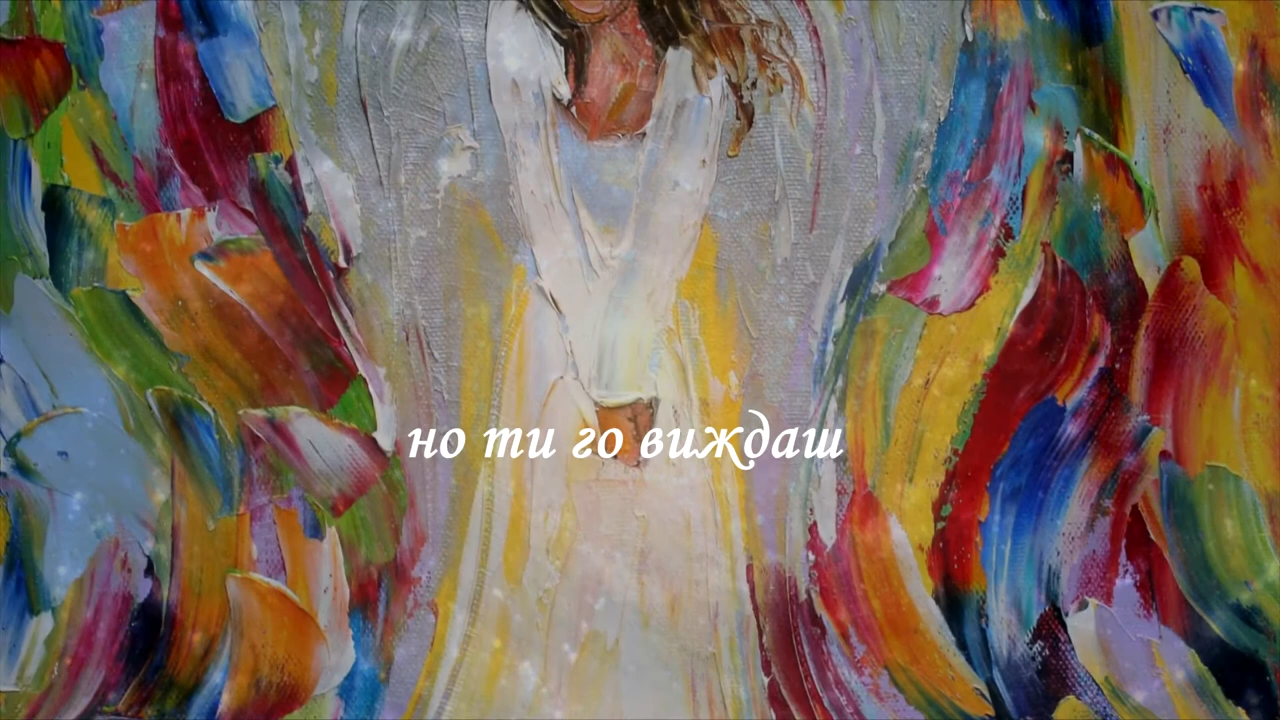 но ти го виждаш